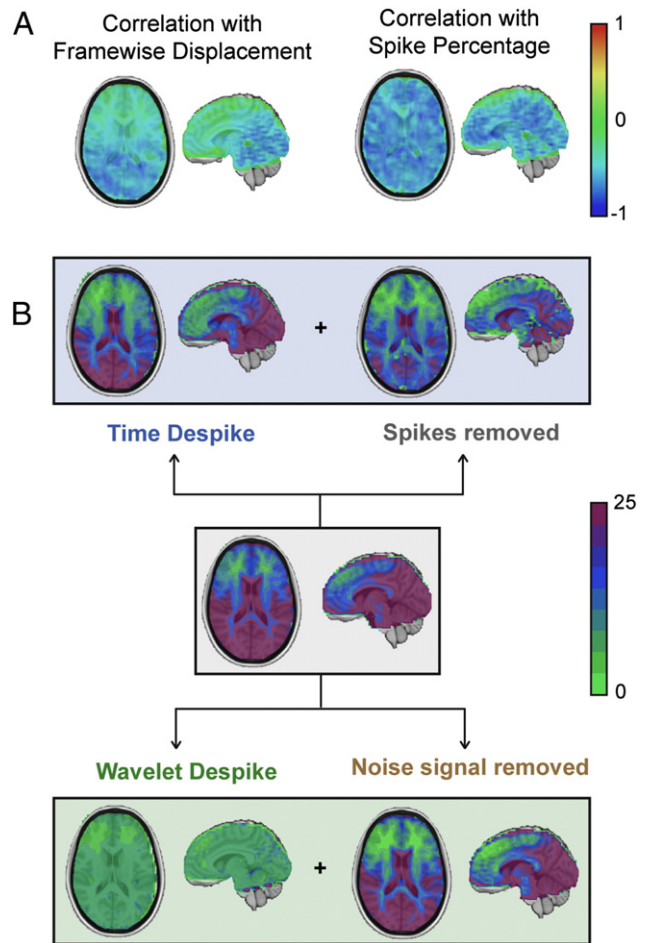 A
Correlation with
Framewise Displacement
Correlation with
Spike Percentage
1
0
-1
B
+
Time Despike
Spikes removed
25
0
Wavelet Despike
Noise signal removed
+